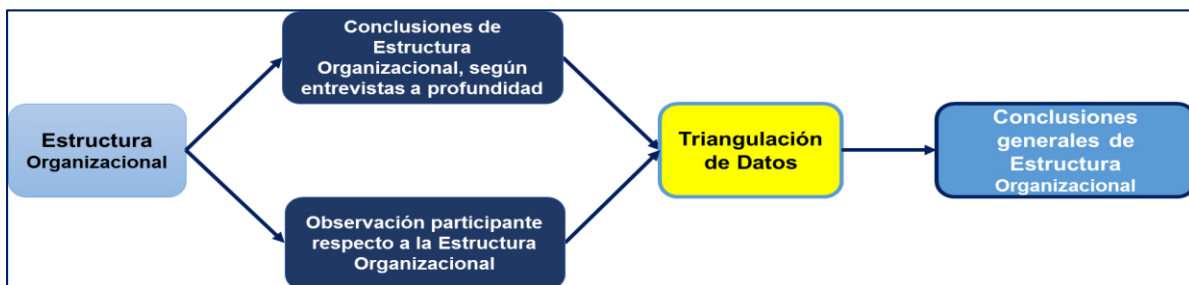 Estructura
Organizacional
Conclusiones de
Estructura
Organizacional, según
entrevistas a profundidad
Observación participante
respecto a la Estructura
Organizacional
Triangulación
de Datos
Conclusiones
generales de
Estructura
Organizacional